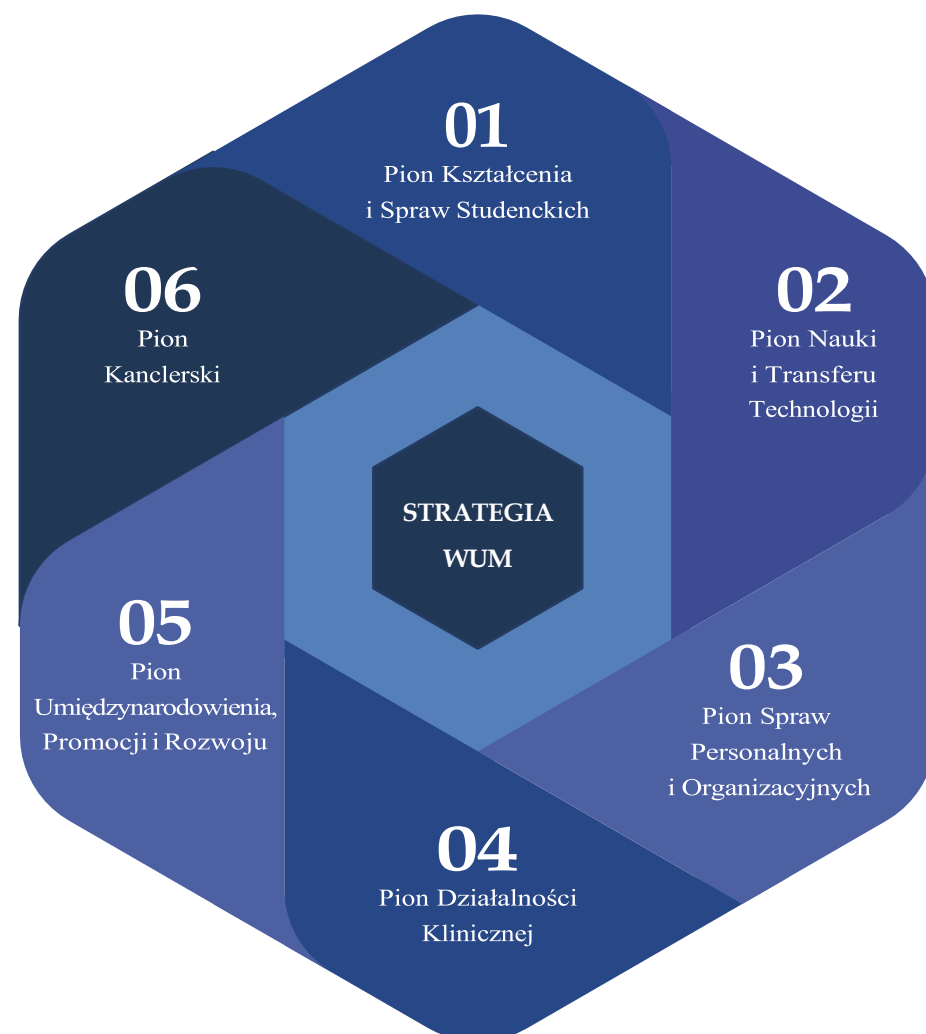 01
Pion Kształcenia
i Spraw Studenckich
02
Pion Nauki
i Transferu
Technologii
03
Pion Spraw
Personalnych
i Organizacyjnych
04
Pion Działalności
Klinicznej
05
Pion
Umiędzynarodowienia,
Promocji i Rozwoju
06
Pion
Kanclerski
STRATEGIA
WUM